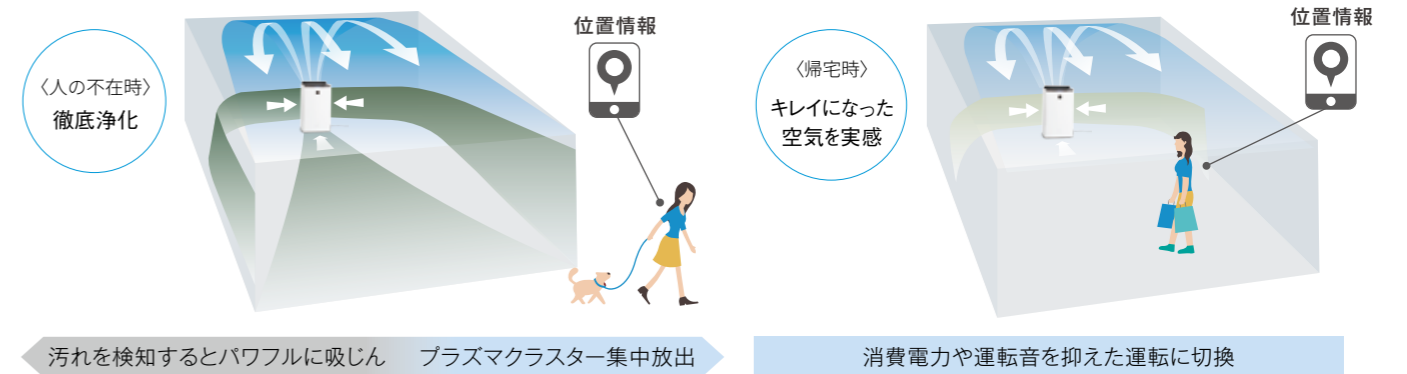 位置情報
〈人の不在時〉
徹底浄化
汚れを検知するとパワフルに吸じん
プラズマクラスター集中放出
位置情報
〈帰宅時〉
キレイになった
空気を実感
消費電力や運転音を抑えた運転に切換